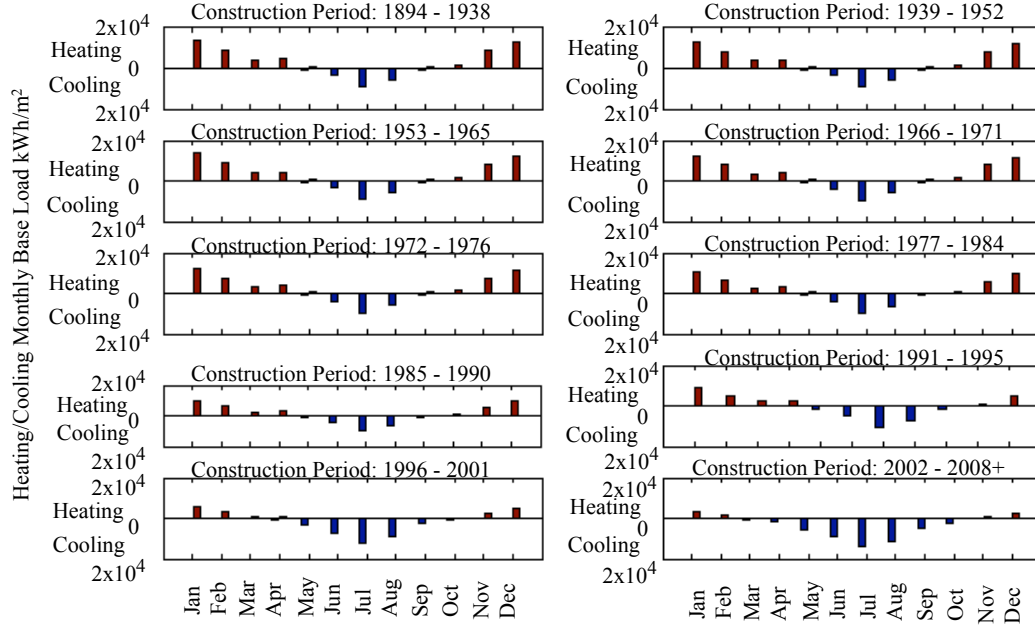 Heating/Cooling Monthly Base Load kWh/m²
Construction Period: 1894 - 1938
2x10⁴
Heating
0
Cooling
2x10⁴
Construction Period: 1939 - 1952
2x10⁴
Heating
0
Cooling
2x10⁴
Construction Period: 1953 - 1965
2x10⁴
Heating
0
Cooling
2x10⁴
Construction Period: 1966 - 1971
2x10⁴
Heating
0
Cooling
2x10⁴
Construction Period: 1972 - 1976
2x10⁴
Heating
0
Cooling
2x10⁴
Construction Period: 1977 - 1984
2x10⁴
Heating
0
Cooling
2x10⁴
Construction Period: 1985 - 1990
2x10⁴
Heating
0
Cooling
2x10⁴
Construction Period: 1991 - 1995
2x10⁴
Heating
0
Cooling
2x10⁴
Construction Period: 1996 - 2001
2x10⁴
Heating
0
Cooling
2x10⁴
Construction Period: 2002 - 2008+
2x10⁴
Heating
0
Cooling
2x10⁴
Jan Feb Mar Apr May Jun Jul Aug Sep Oct Nov Dec
Jan Feb Mar Apr May Jun Jul Aug Sep Oct Nov Dec